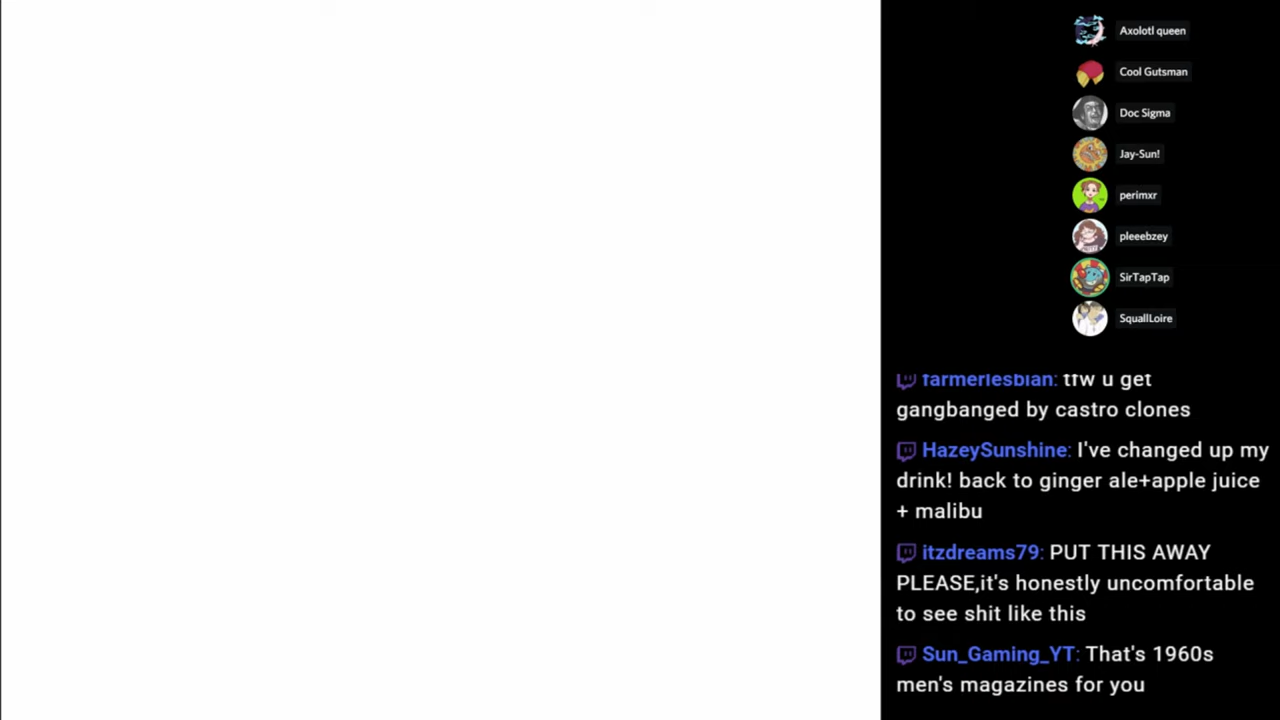 Axolotl queen
Cool Gutsman
Doc Sigma
Jay-Sun!
perimxr
pleeebzey
SirTapTap
SquallLoire
farmerlesbian: tfw u get
gangbanged by castro clones
HazeySunshine: I've changed up my
drink! back to ginger ale+apple juice
+ malibu
itzdreams79: PUT THIS AWAY
PLEASE,it's honestly uncomfortable
to see shit like this
Sun_Gaming_YT: That's 1960s
men's magazines for you